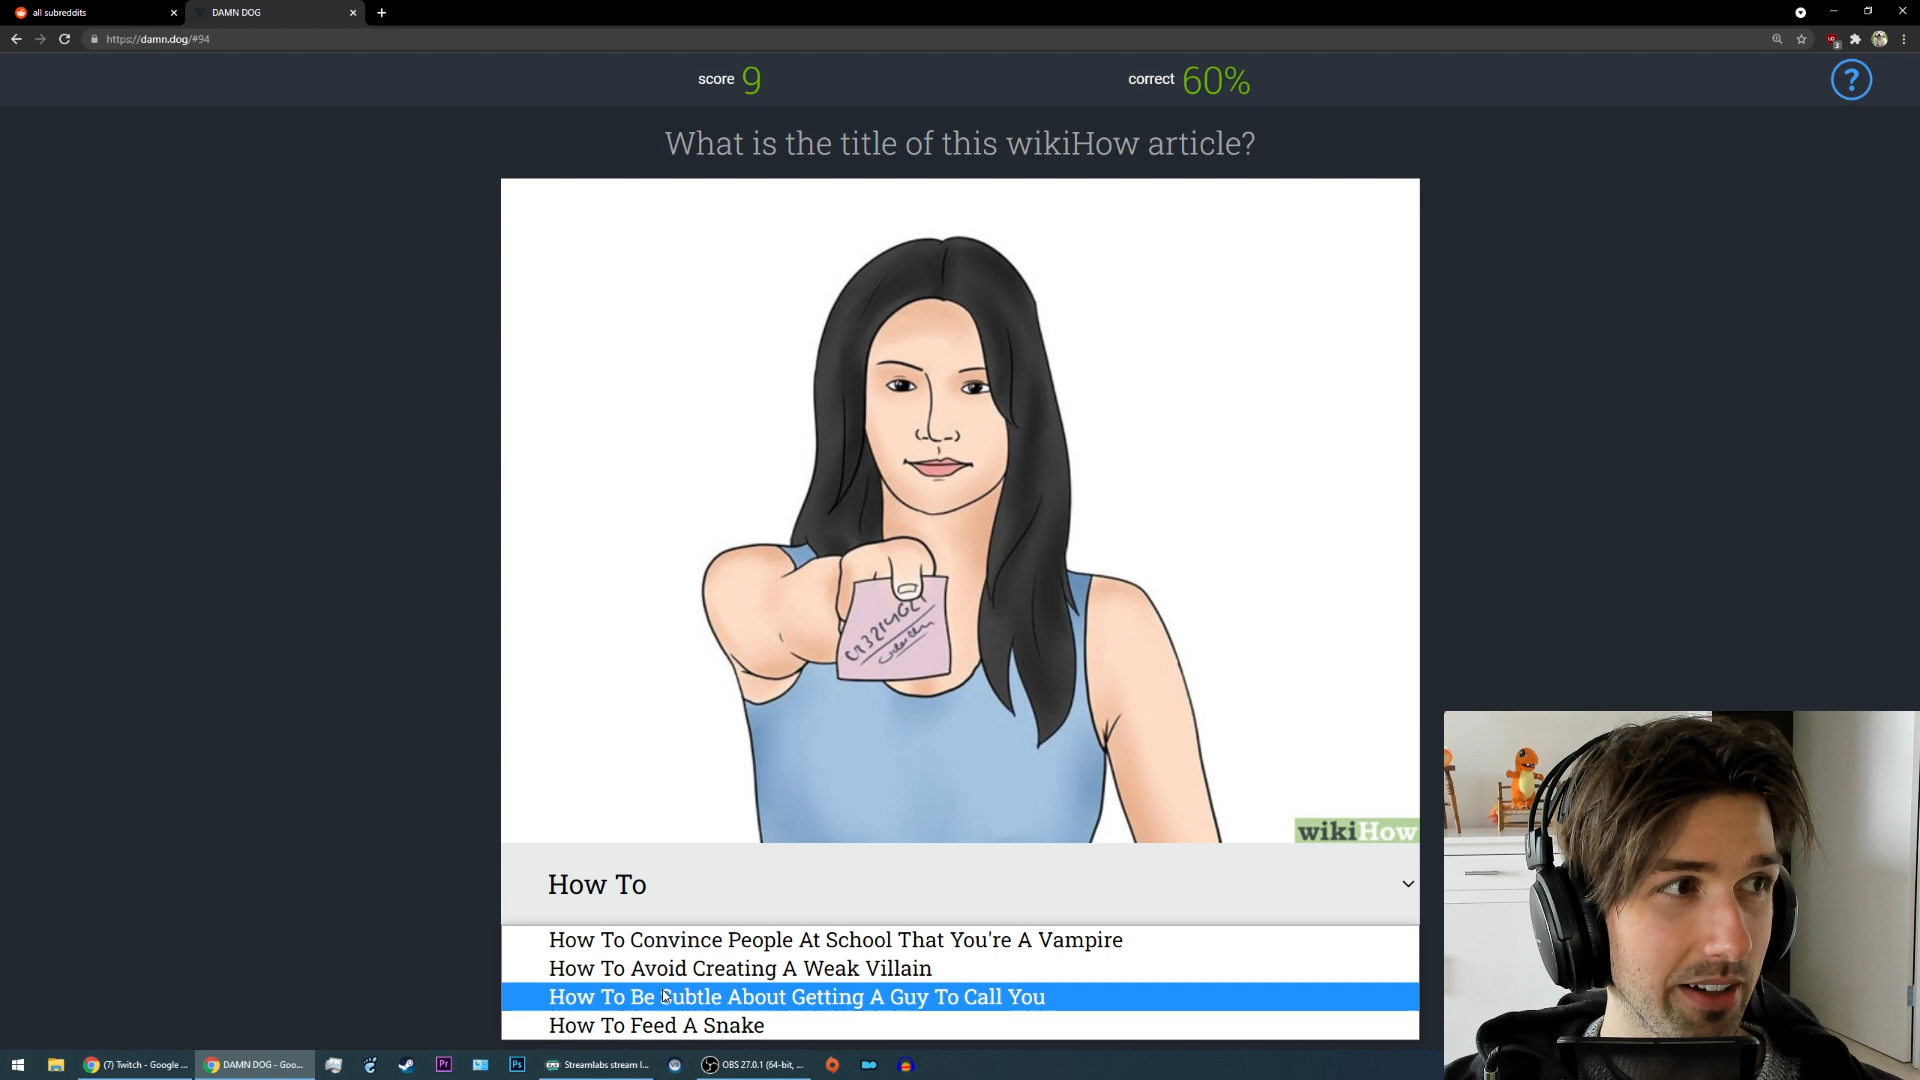 all subreddits
DAMN DOG
https://damn.dog/#94
3
score 9
correct 60%
?
What is the title of this wikiHow article?
wikiHow
How To
How To Convince People At School That You're A Vampire
How To Avoid Creating A Weak Villain
How To Be Subtle About Getting A Guy To Call You
How To Feed A Snake
(7) Twitch - Google ...
DAMN DOG - Goo...
Pr
Ps
Streamlabs stream l...
OBS 27.0.1 (64-bit, ...